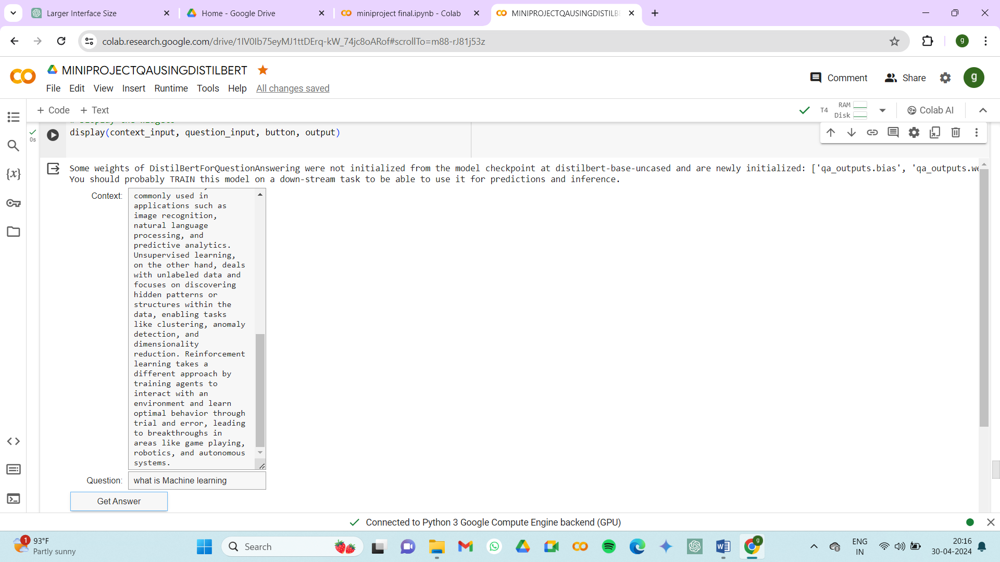 Larger Interface Size
Home - Google Drive
miniproject final.ipynb - Colab
MINIPROJECTQAUSINGDISTILBE
colab.research.google.com/drive/1IV0Ib75eyMJ1ttDErq-kW_74jc8oARof#scrollTo=m88-rJ81j53z
g
MINIPROJECTQAUSINGDISTILBERT
File Edit View Insert Runtime Tools Help All changes saved
Comment
Share
g
+ Code + Text
T4
RAM
Disk
Colab AI
0s
display(context_input, question_input, button, output)
{x}
Some weights of DistilBertForQuestionAnswering were not initialized from the model checkpoint at distilbert-base-uncased and are newly initialized: ['qa_outputs.bias', 'qa_outputs.we
You should probably TRAIN this model on a down-stream task to be able to use it for predictions and inference.
Context:
commonly used in
applications such as
image recognition,
natural language
processing, and
predictive analytics.
Unsupervised learning,
on the other hand, deals
with unlabeled data and
focuses on discovering
hidden patterns or
structures within the
data, enabling tasks
like clustering, anomaly
detection, and
dimensionality
reduction. Reinforcement
learning takes a
different approach by
training agents to
interact with an
environment and learn
optimal behavior through
trial and error, leading
to breakthroughs in
areas like game playing,
robotics, and autonomous
systems.
Question:
what is Machine learning
Get Answer
Connected to Python 3 Google Compute Engine backend (GPU)
1
93°F
Partly sunny
Search
g
ENG
IN
20:16
30-04-2024